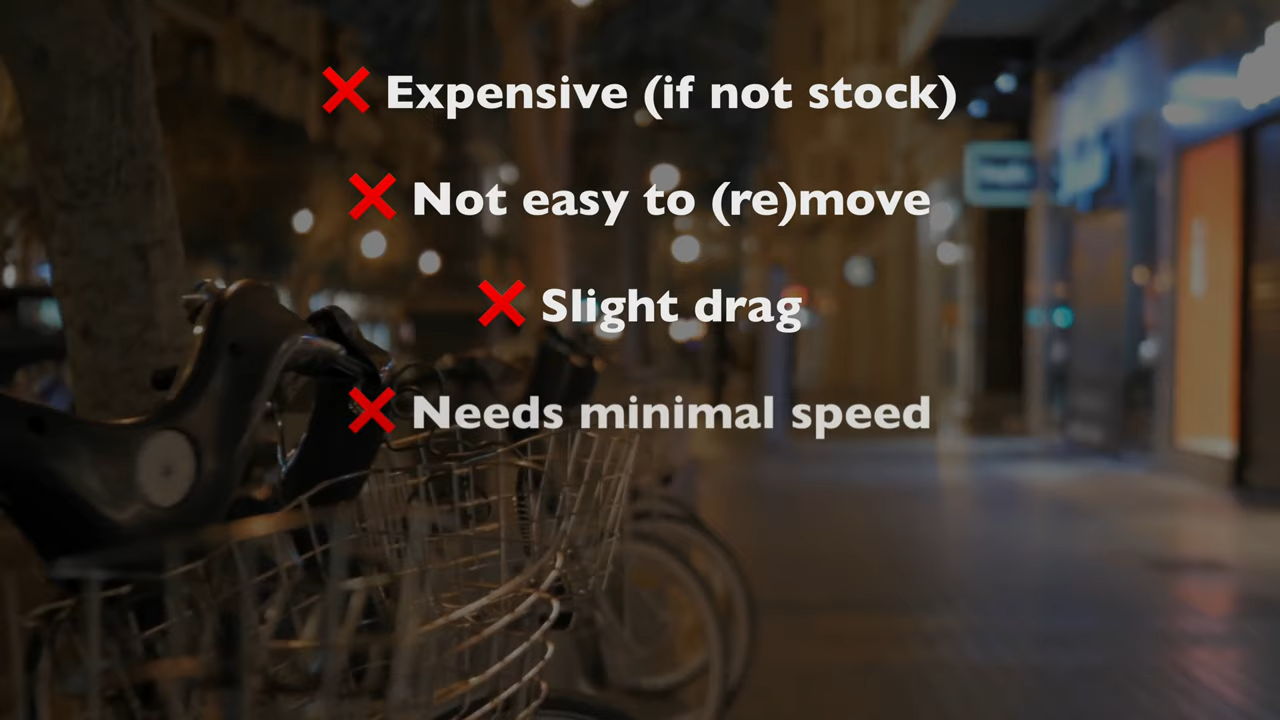 ❌ Expensive (if not stock)
❌ Not easy to (re)move
❌ Slight drag
❌ Needs minimal speed